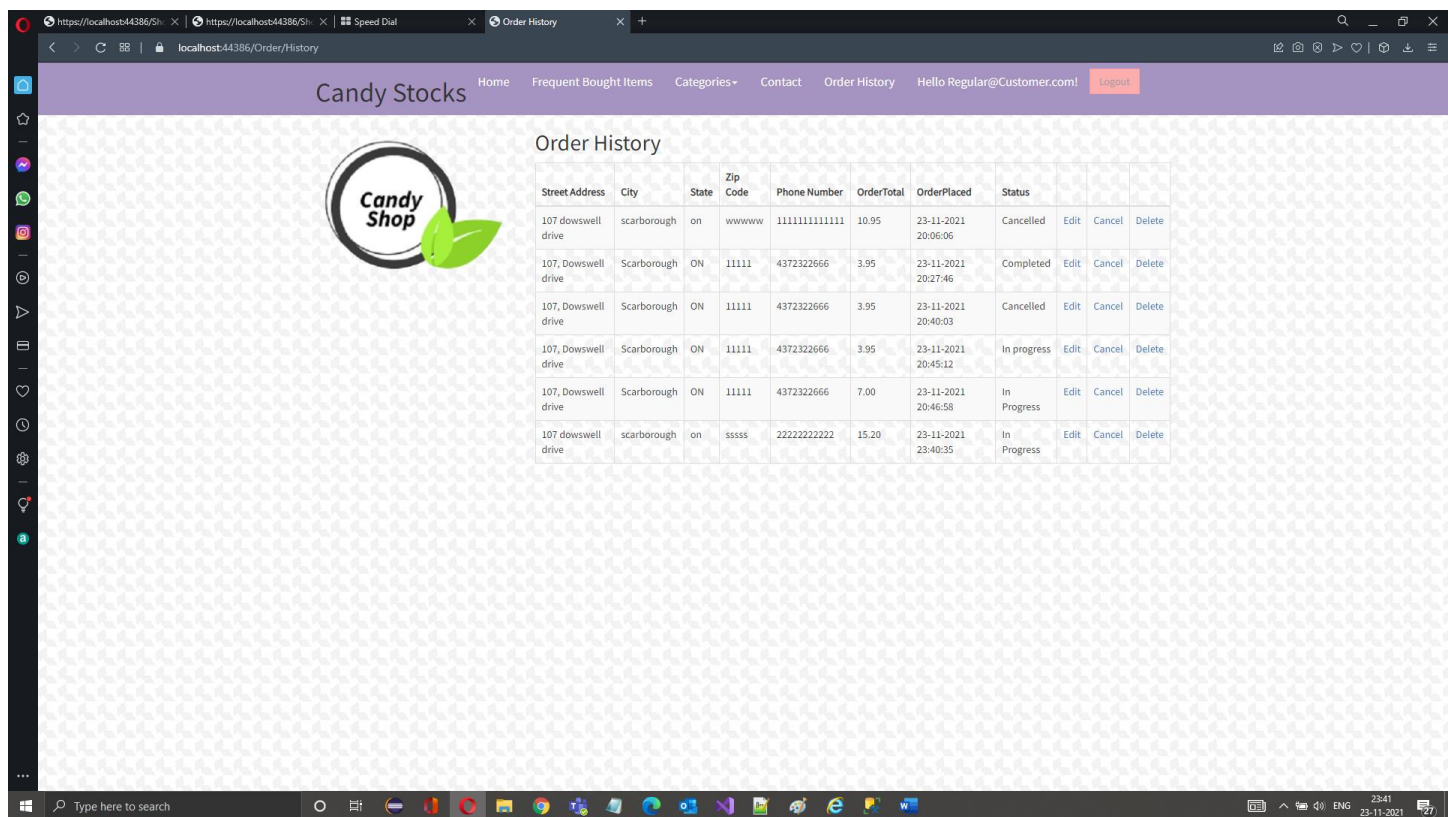 https://localhost:44386/Sh
https://localhost:44386/Sh
Speed Dial
Order History
localhost:44386/Order/History
Candy Stocks
Home
Frequent Bought Items
Categories
Contact
Order History
Hello Regular@Customer.com!
Logout
Candy
Shop
Order History
Street Address City State Zip Code Phone Number OrderTotal OrderPlaced Status
107 dowswell drive scarborough on wwwww 1111111111111 10.95 23-11-2021 20:06:06 Cancelled Edit Cancel Delete
107, Dowswell drive Scarborough ON 11111 4372322666 3.95 23-11-2021 20:27:46 Completed Edit Cancel Delete
107, Dowswell drive Scarborough ON 11111 4372322666 3.95 23-11-2021 20:40:03 Cancelled Edit Cancel Delete
107, Dowswell drive Scarborough ON 11111 4372322666 3.95 23-11-2021 20:45:12 In progress Edit Cancel Delete
107, Dowswell drive Scarborough ON 11111 4372322666 7.00 23-11-2021 20:46:58 In Progress Edit Cancel Delete
107 dowswell drive scarborough on sssss 22222222222 15.20 23-11-2021 23:40:35 In Progress Edit Cancel Delete
Type here to search
ENG
23:41
23-11-2021
27